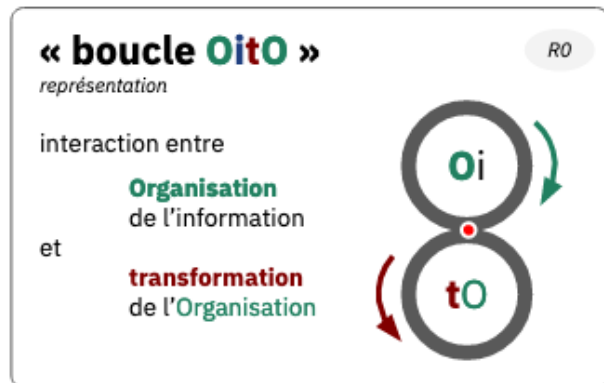 « boucle OitO »
R0
représentation
interaction entre
Organisation
de l’information
et
transformation
de l’Organisation
Oi
tO